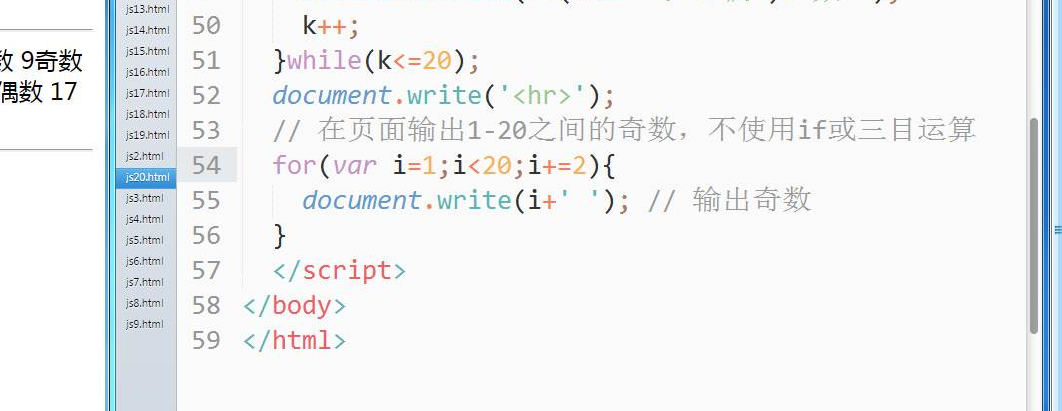 数 9奇数
偶数 17
js13.html
js14.html
js15.html
js16.html
js17.html
js18.html
js19.html
js2.html
js20.html
js3.html
js4.html
js5.html
js6.html
js7.html
js8.html
js9.html
50 k++;
51 }while(k<=20);
52 document.write('<hr>');
53 // 在页面输出1-20之间的奇数，不使用if或三目运算
54 for(var i=1;i<20;i+=2){
55 document.write(i+' '); // 输出奇数
56 }
57 </script>
58 </body>
59 </html>